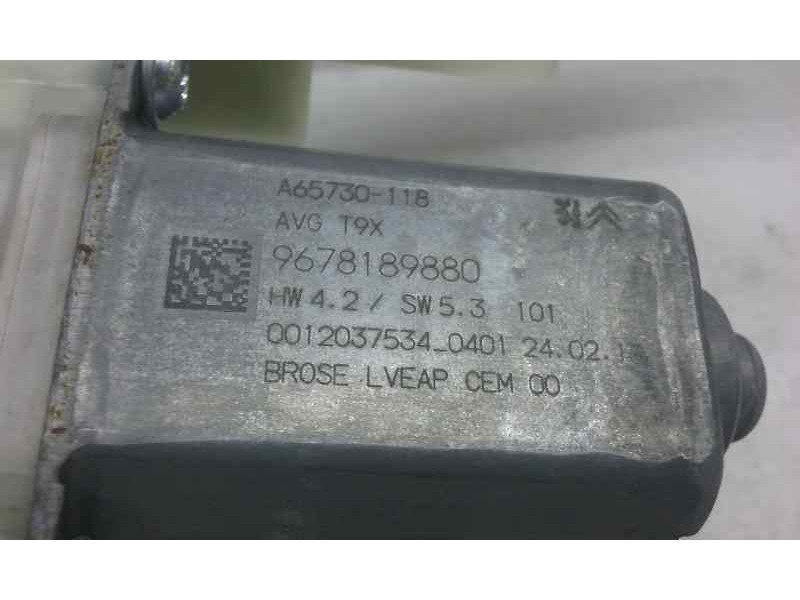 A65730-118
AVG T9X
9678189880
HW 4.2 / SW 5.3 101
0012037534_0401 24.02.
BROSE LVEAP CEM 00